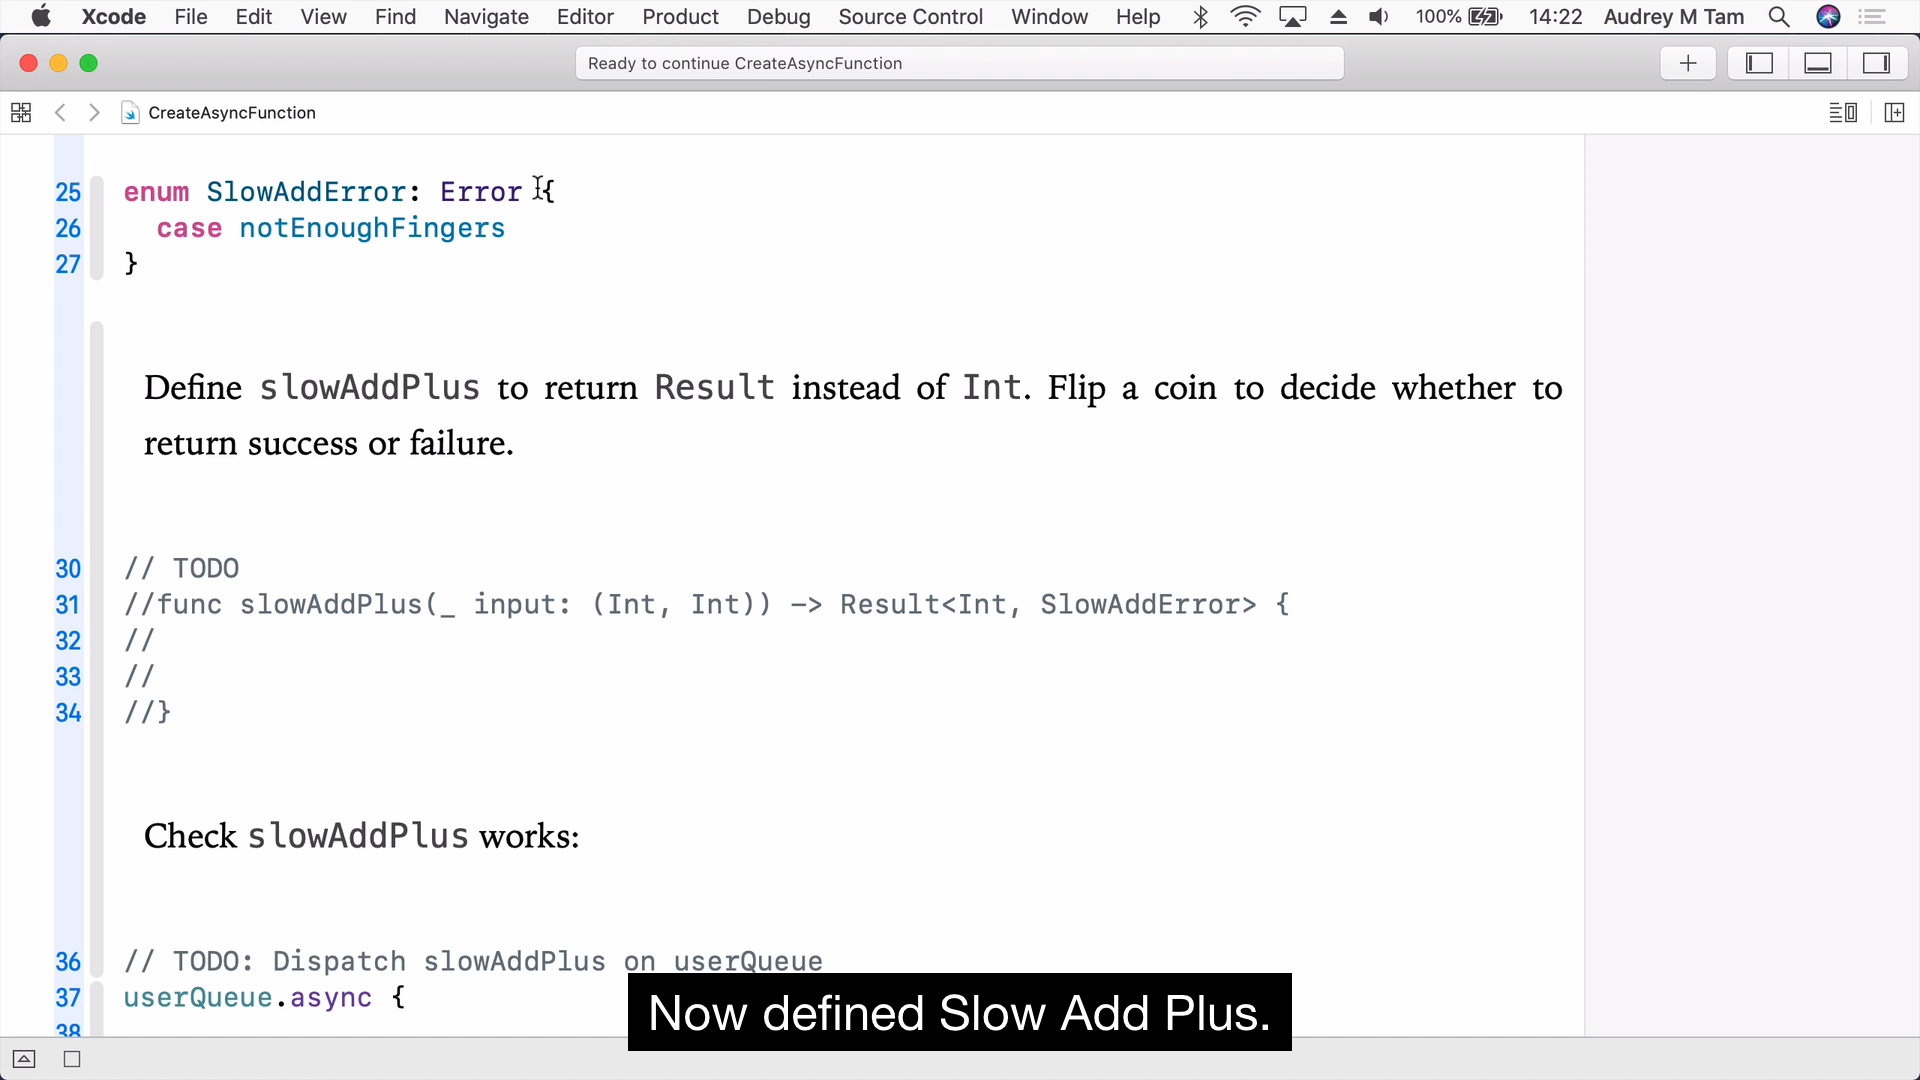 Xcode File Edit View Find Navigate Editor Product Debug Source Control Window Help 100% 14:22 Audrey M Tam
Ready to continue CreateAsyncFunction
CreateAsyncFunction
25 enum SlowAddError: Error {
26 case notEnoughFingers
27 }
Define slowAddPlus to return Result instead of Int. Flip a coin to decide whether to
return success or failure.
30 // TODO
31 //func slowAddPlus(_ input: (Int, Int)) -> Result<Int, SlowAddError> {
32 //
33 //
34 //}
Check slowAddPlus works:
36 // TODO: Dispatch slowAddPlus on userQueue
37 userQueue.async {
38
Now defined Slow Add Plus.